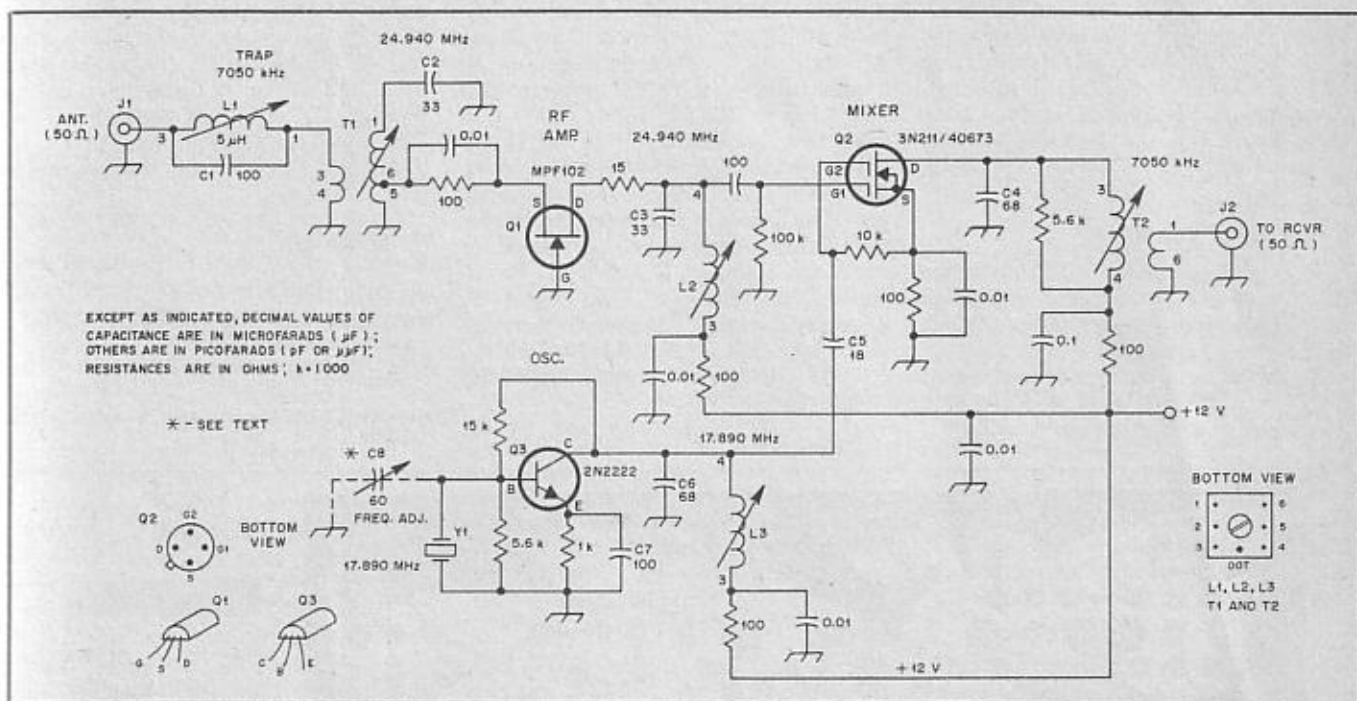 24.940 MHz
TRAP
7050 kHz
C2
33
J1
ANT.
(50 Ω)
L1
5 µH
3
1
C1
100
T1
1
3
4
6
5
0.01
100
RF
AMP.
MPF102
S
D
Q1
G
15
24.940 MHz
C3
33
4
100
100 k
L2
3
0.01
100
MIXER
Q2
3N211/40673
G2
G1
D
S
10 k
100
0.01
C5
18
C4
68
5.6 k
7050 kHz
3
T2
4
1
6
J2
TO RCVR
(50 Ω)
0.1
100
+12 V
0.01
EXCEPT AS INDICATED, DECIMAL VALUES OF
CAPACITANCE ARE IN MICROFARADS ( µF ) ;
OTHERS ARE IN PICOFARADS ( pF OR µµF);
RESISTANCES ARE IN OHMS; k=1000
* - SEE TEXT
OSC.
15 k
Q3
2N2222
C
B
E
* C8
60
FREQ. ADJ.
Y1
17.890 MHz
5.6 k
1 k
C7
100
C6
68
17.890 MHz
4
L3
3
100
0.01
+12 V
Q2
G2
D
G1
S
BOTTOM
VIEW
Q1
G
S
D
Q3
C
B
E
BOTTOM VIEW
1
6
2
5
3
4
DOT
L1, L2, L3
T1 AND T2